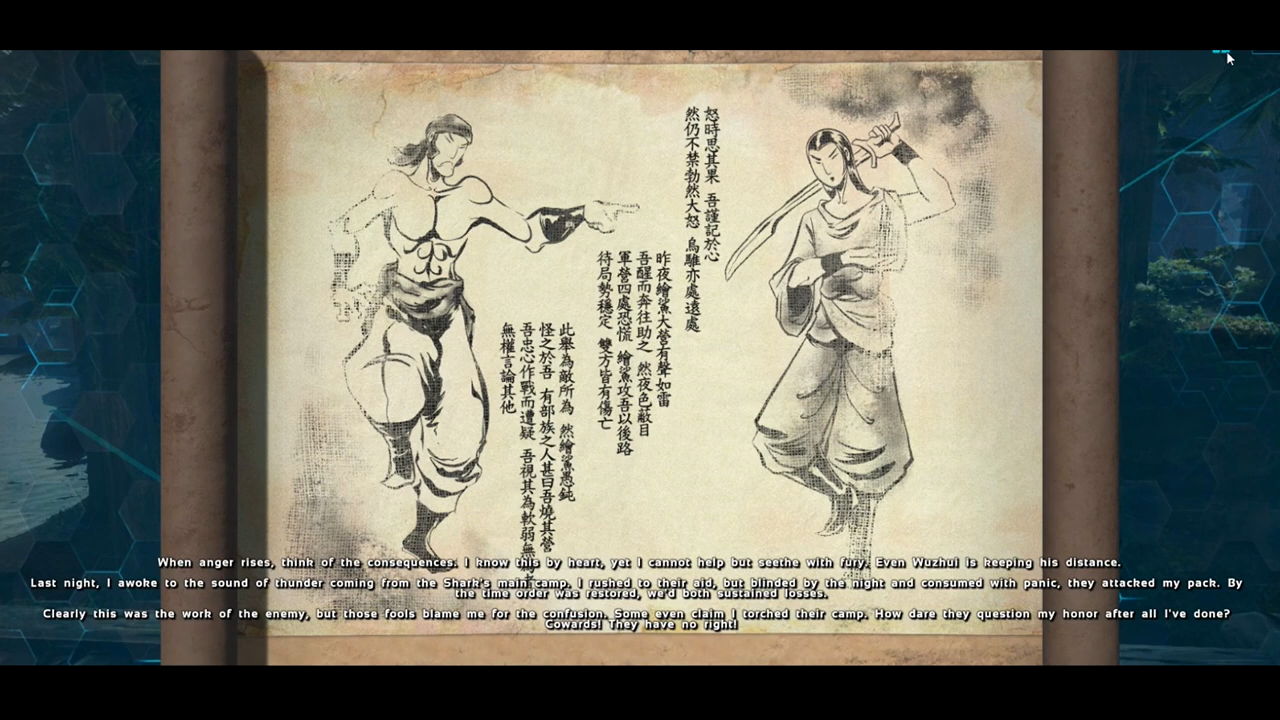 怒時思其果 吾謹記於心
然仍不禁勃然大怒 烏騅亦處遠處
昨夜繪鯊大營有聲如雷
吾醒而奔往助之 然夜色蔽目
軍營四處恐慌 繪鯊攻吾以後路
待局勢穩定 雙方皆有傷亡
此舉為敵所為 然繪鯊愚鈍
怪之於吾 有部族之人甚曰吾燒其營
吾忠心作戰而遭疑 吾視其為軟弱無
無權言論其他
When anger rises, think of the consequences. I know this by heart, yet I cannot help but seethe with fury. Even Wuzhui is keeping his distance.
Last night, I awoke to the sound of thunder coming from the Shark's main camp. I rushed to their aid, but blinded by the night and consumed with panic, they attacked my pack. By
the time order was restored, we'd both sustained losses.
Clearly this was the work of the enemy, but those fools blame me for the confusion. Some even claim I torched their camp. How dare they question my honor after all I've done?
Cowards! They have no right!